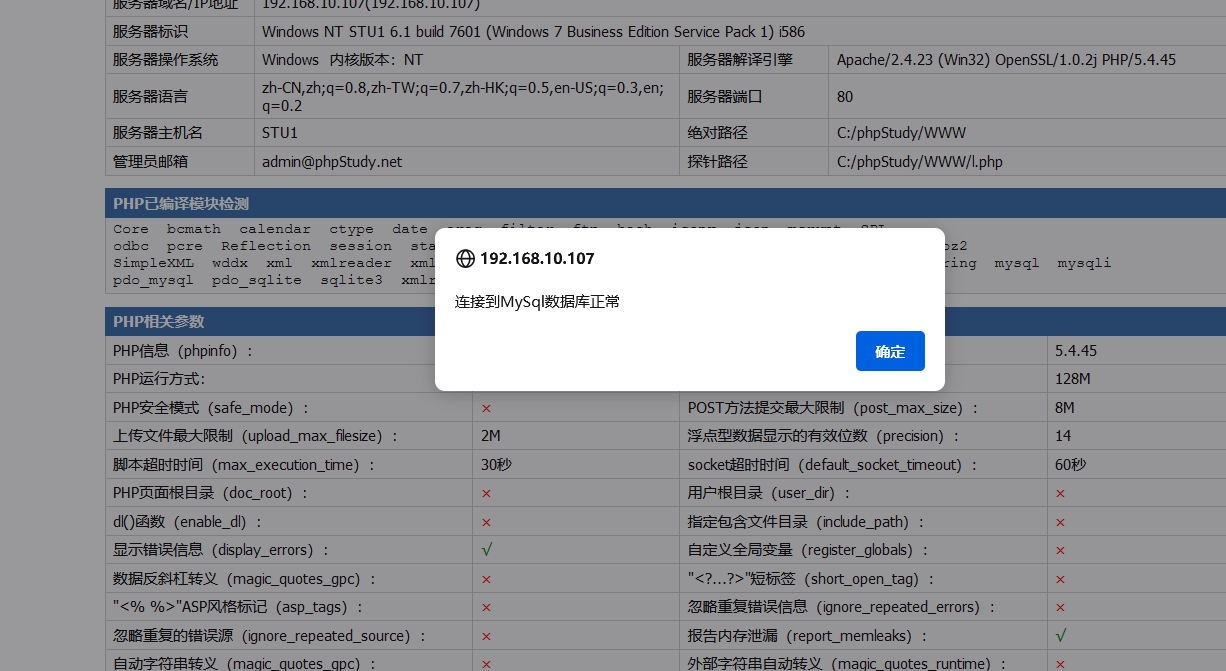 服务器域名/IP地址 192.168.10.107(192.168.10.107)
服务器标识 Windows NT STU1 6.1 build 7601 (Windows 7 Business Edition Service Pack 1) i586
服务器操作系统 Windows 内核版本：NT 服务器解译引擎 Apache/2.4.23 (Win32) OpenSSL/1.0.2j PHP/5.4.45
服务器语言 zh-CN,zh;q=0.8,zh-TW;q=0.7,zh-HK;q=0.5,en-US;q=0.3,en;
q=0.2 服务器端口 80
服务器主机名 STU1 绝对路径 C:/phpStudy/WWW
管理员邮箱 admin@phpStudy.net 探针路径 C:/phpStudy/WWW/l.php
PHP已编译模块检测
Core bcmath calendar ctype date
odbc pcre Reflection session
SimpleXML wddx xml xmlreader mysql mysqli
pdo_mysql pdo_sqlite sqlite3
192.168.10.107
连接到MySql数据库正常
确定
PHP相关参数
PHP信息（phpinfo）： 5.4.45
PHP运行方式： 128M
PHP安全模式（safe_mode）： × POST方法提交最大限制（post_max_size）： 8M
上传文件最大限制（upload_max_filesize）： 2M 浮点型数据显示的有效位数（precision）： 14
脚本超时时间（max_execution_time）： 30秒 socket超时时间（default_socket_timeout）： 60秒
PHP页面根目录（doc_root）： × 用户根目录（user_dir）： ×
dl()函数（enable_dl）： × 指定包含文件目录（include_path）： ×
显示错误信息（display_errors）： √ 自定义全局变量（register_globals）： ×
数据反斜杠转义（magic_quotes_gpc）： × "<?...?>"短标签（short_open_tag）： ×
"<% %>"ASP风格标记（asp_tags）： × 忽略重复错误信息（ignore_repeated_errors）： ×
忽略重复的错误源（ignore_repeated_source）： × 报告内存泄漏（report_memleaks）： √
自动字符串转义（magic_quotes_gpc）： × 外部字符串自动转义（magic_quotes_runtime）： ×